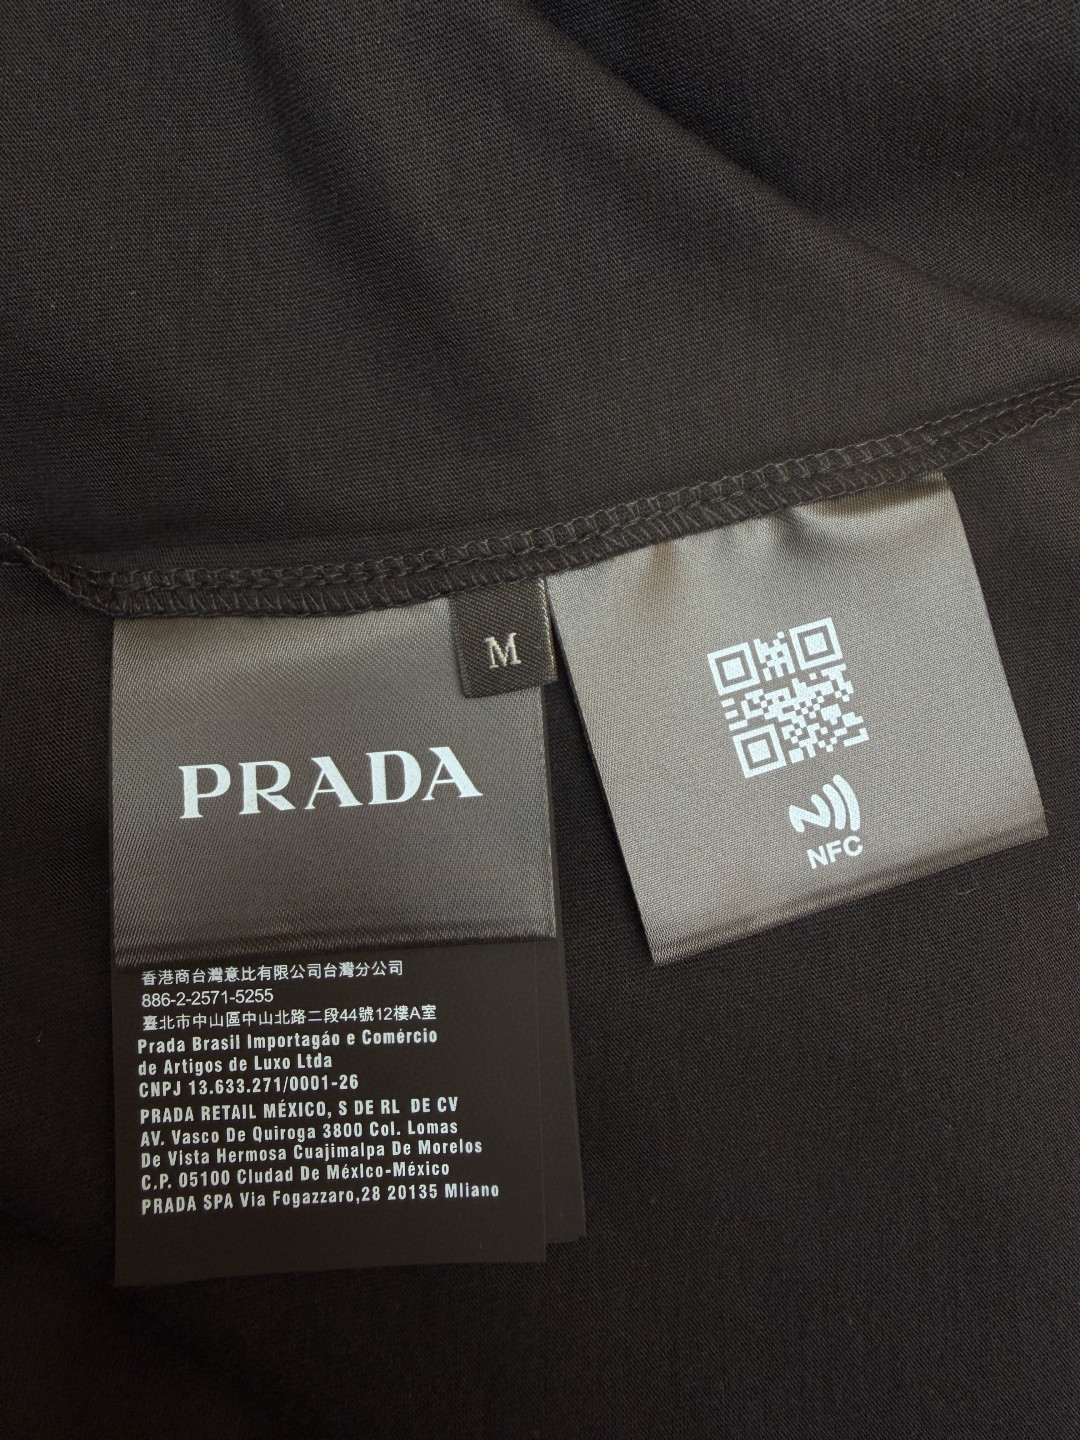 M
PRADA
NFC
香港商台灣意比有限公司台灣分公司
886-2-2571-5255
臺北市中山區中山北路二段44號12樓A室
Prada Brasil Importagáo e Comércio
de Artigos de Luxo Ltda
CNPJ 13.633.271/0001-26
PRADA RETAIL MÉXICO, S DE RL DE CV
AV. Vasco De Quiroga 3800 Col. Lomas
De Vista Hermosa Cuajimalpa De Morelos
C.P. 05100 Cludad De MéxIco-México
PRADA SPA Via Fogazzaro,28 20135 Mliano